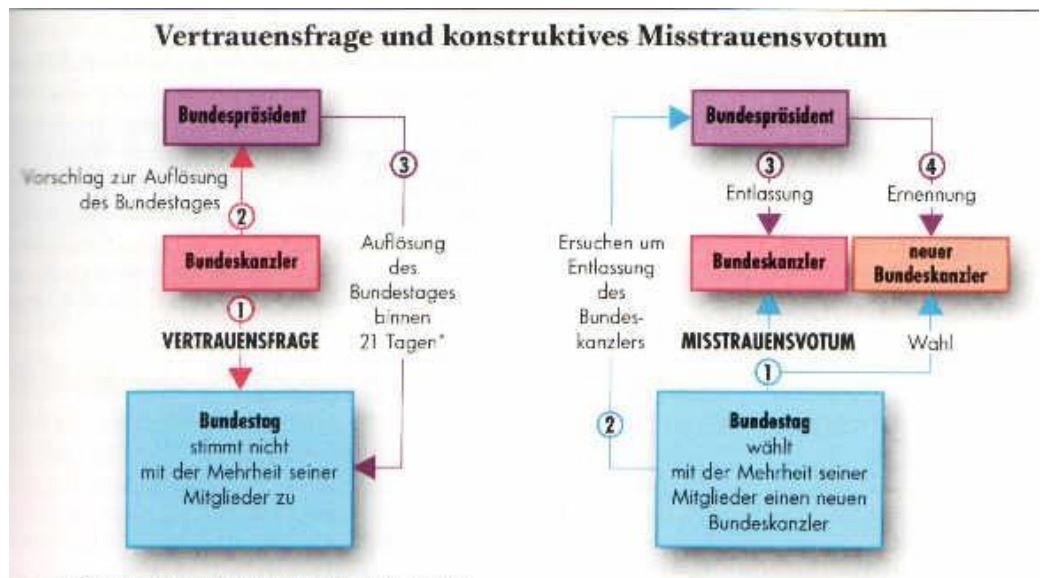 Vertrauensfrage und konstruktives Misstrauensvotum
Bundespräsident
3
Vorschlag zur Auflösung
des Bundestages
2
Bundeskanzler
1
VERTRAUENSFRAGE
Auflösung
des
Bundestages
binnen
21 Tagen*
Bundestag
stimmt nicht
mit der Mehrheit seiner
Mitglieder zu
Bundespräsident
3
Entlassung
4
Ernennung
Ersuchen um
Entlassung
des
Bundes-
kanzlers
Bundeskanzler
neuer
Bundeskanzler
MISSTRAUENSVOTUM
Wahl
1
2
Bundestag
wählt
mit der Mehrheit seiner
Mitglieder einen neuen
Bundeskanzler